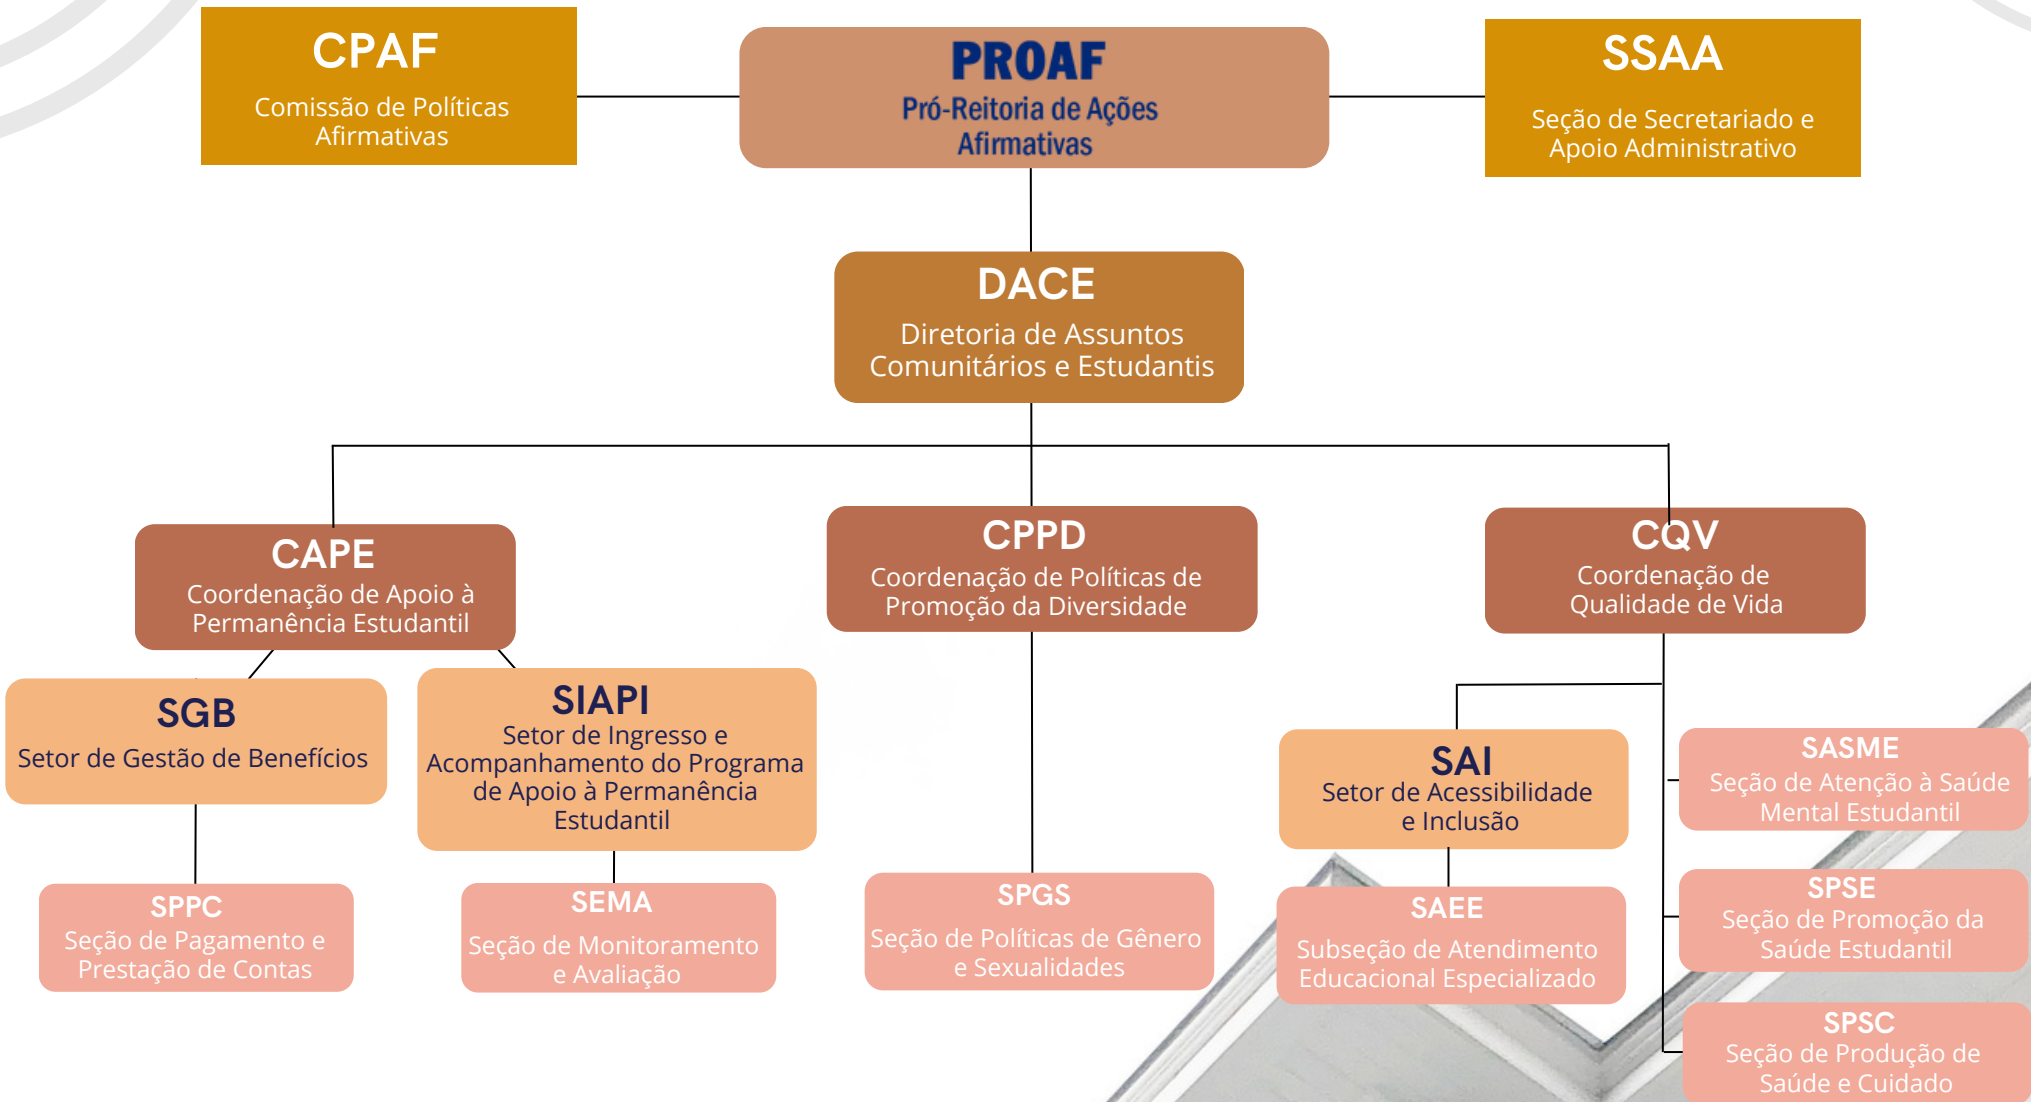 CPAF
Comissão de Políticas
Afirmativas
PROAF
Pró-Reitoria de Ações
Afirmativas
SSAA
Seção de Secretariado e
Apoio Administrativo
DACE
Diretoria de Assuntos
Comunitários e Estudantis
CAPE
Coordenação de Apoio à
Permanência Estudantil
CPPD
Coordenação de Políticas de
Promoção da Diversidade
CQV
Coordenação de
Qualidade de Vida
SGB
Setor de Gestão de Benefícios
SIAPI
Setor de Ingresso e
Acompanhamento do Programa
de Apoio à Permanência
Estudantil
SAI
Setor de Acessibilidade
e Inclusão
SASME
Seção de Atenção à Saúde
Mental Estudantil
SPPC
Seção de Pagamento e
Prestação de Contas
SEMA
Seção de Monitoramento
e Avaliação
SPGS
Seção de Políticas de Gênero
e Sexualidades
SAEE
Subseção de Atendimento
Educacional Especializado
SPSE
Seção de Promoção da
Saúde Estudantil
SPSC
Seção de Produção de
Saúde e Cuidado